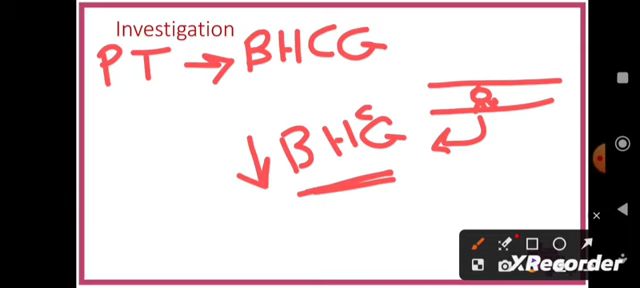 Investigation
PT → BHCG
↓ BHCG
XRecorder